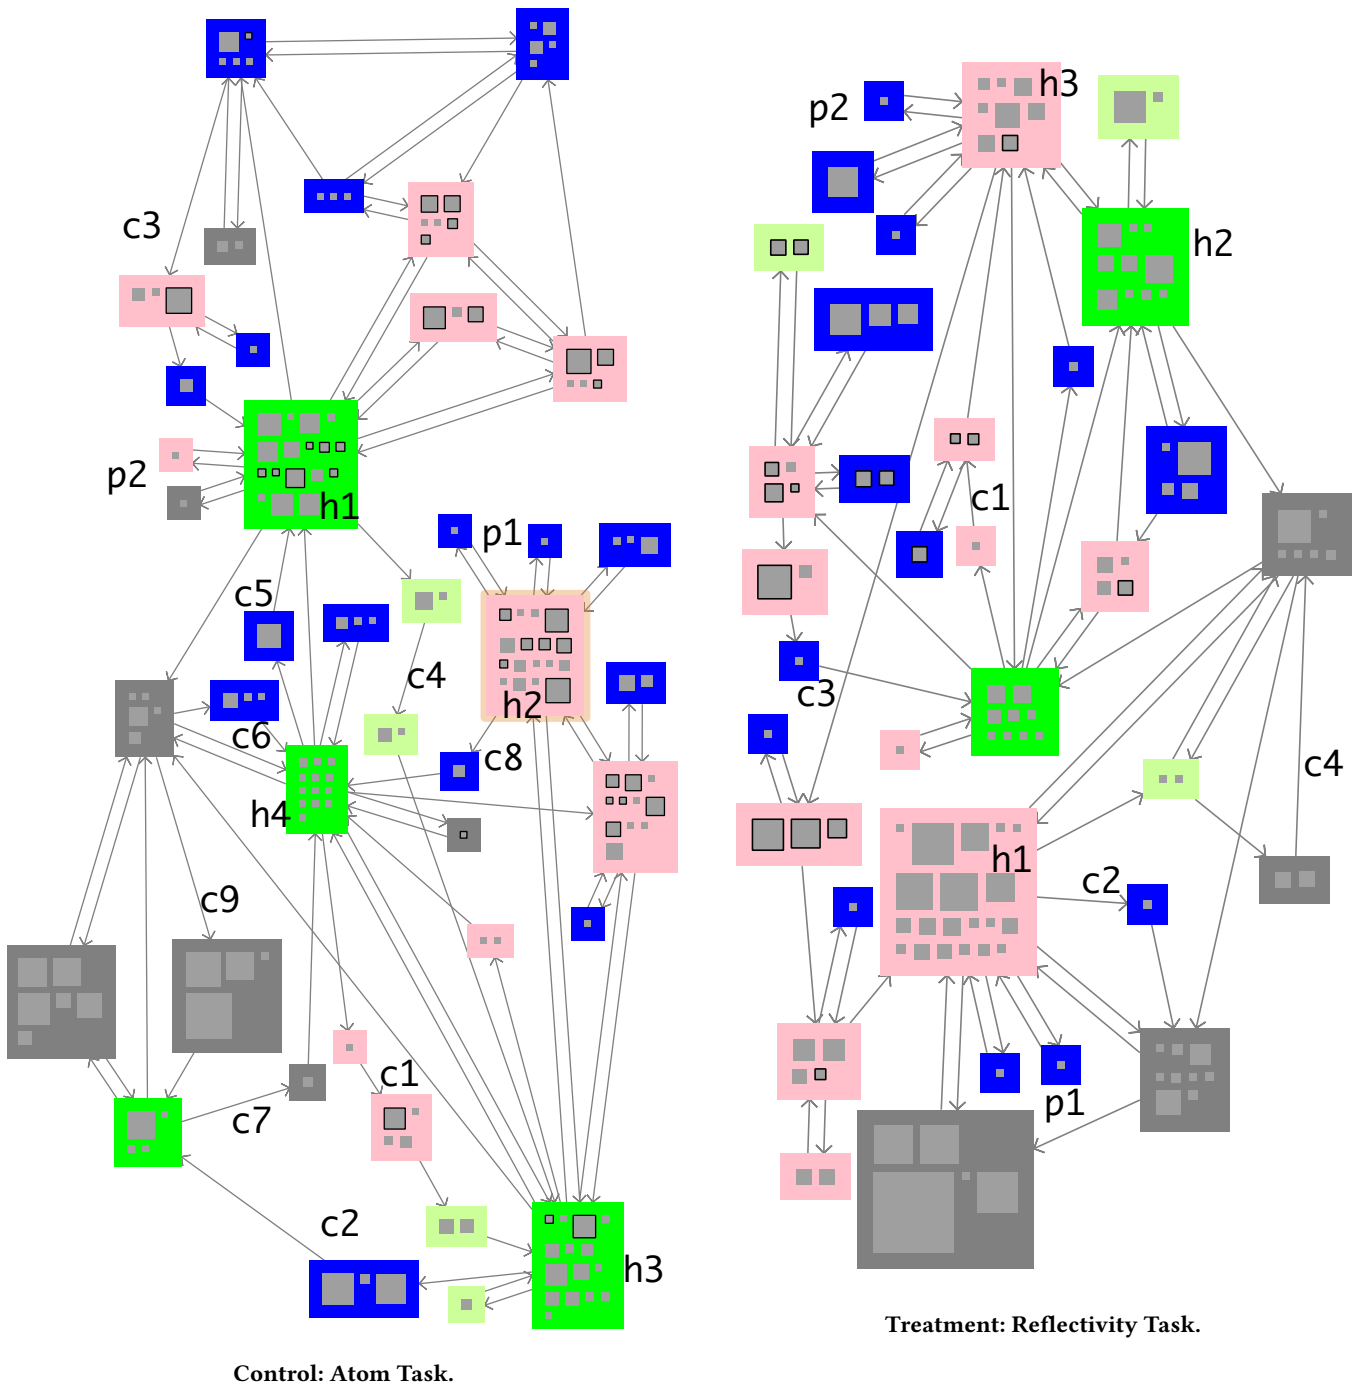 c3
p2
h1
p1
c5
c4
h2
c6
c8
h4
c9
c1
c7
c2
h3
Control: Atom Task.
h3
p2
h2
c1
c3
c4
h1
c2
p1
Treatment: Reflectivity Task.